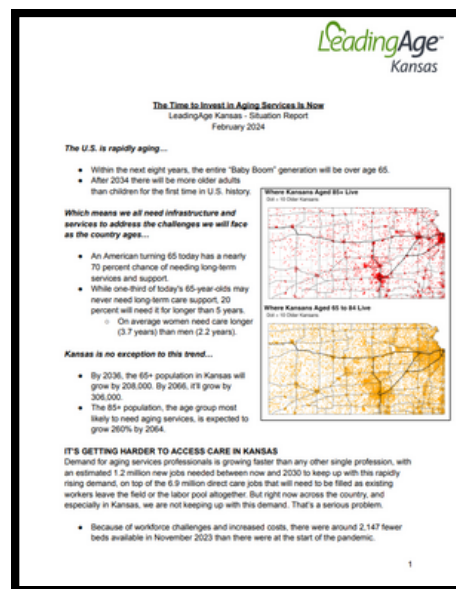 LeadingAge™
Kansas
The Time to Invest in Aging Services Is Now
LeadingAge Kansas - Situation Report
February 2024
The U.S. is rapidly aging…
● Within the next eight years, the entire “Baby Boom” generation will be over age 65.
● After 2034 there will be more older adults
than children for the first time in U.S. history.
Which means we all need infrastructure and
services to address the challenges we will face
as the country ages…
● An American turning 65 today has a nearly
70 percent chance of needing long-term
services and support.
● While one-third of today's 65-year-olds may
never need long-term care support, 20
percent will need it for longer than 5 years.
○ On average women need care longer
(3.7 years) than men (2.2 years).
Kansas is no exception to this trend…
● By 2036, the 65+ population in Kansas will
grow by 208,000. By 2066, it'll grow by
306,000.
● The 85+ population, the age group most
likely to need aging services, is expected to
grow 260% by 2064.
Where Kansans Aged 85+ Live
Dot = 10 Older Kansans
Where Kansans Aged 65 to 84 Live
Dot = 10 Older Kansans
IT'S GETTING HARDER TO ACCESS CARE IN KANSAS
Demand for aging services professionals is growing faster than any other single profession, with
an estimated 1.2 million new jobs needed between now and 2030 to keep up with this rapidly
rising demand, on top of the 6.9 million direct care jobs that will need to be filled as existing
workers leave the field or the labor pool altogether. But right now across the country, and
especially in Kansas, we are not keeping up with this demand. That's a serious problem.
● Because of workforce challenges and increased costs, there were around 2,147 fewer
beds available in November 2023 than there were at the start of the pandemic.
1